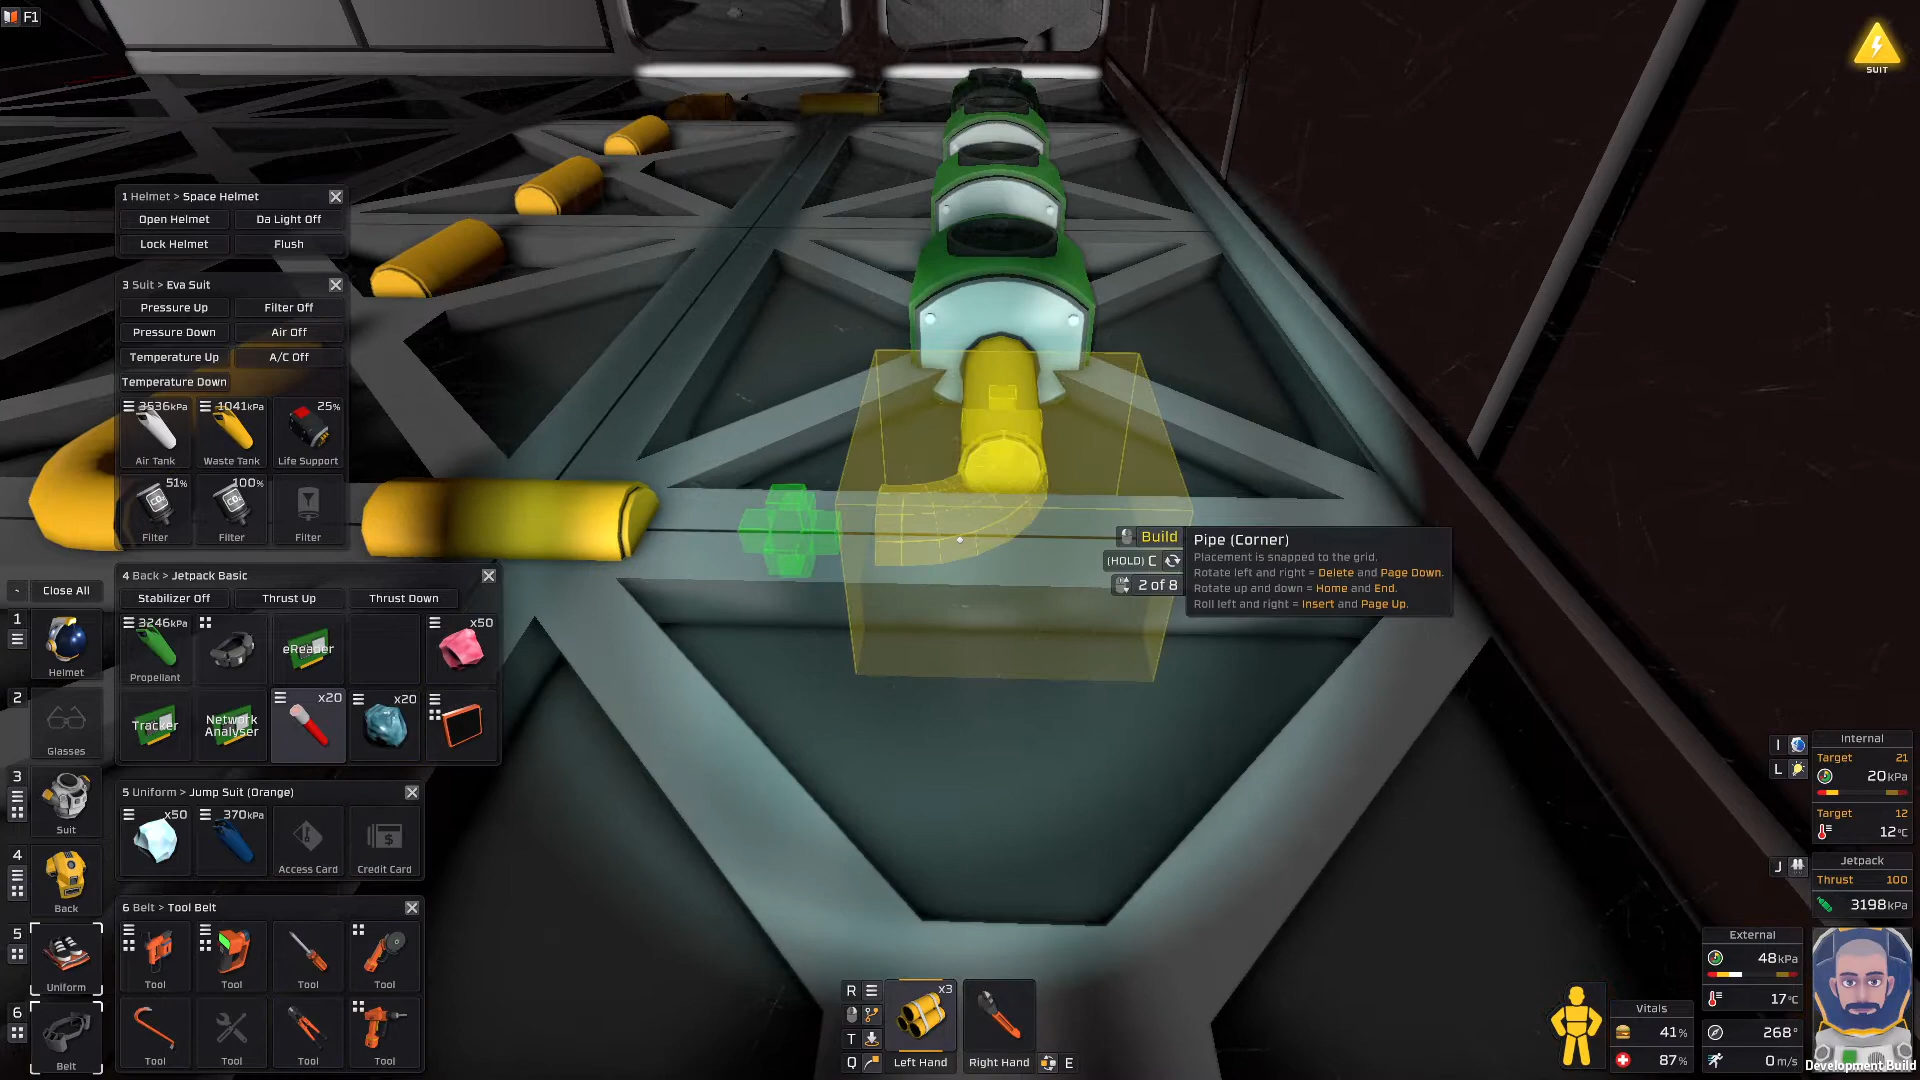 F1
SUIT
1 Helmet > Space Helmet
Open Helmet
Da Light Off
Lock Helmet
Flush
3 Suit > Eva Suit
Pressure Up
Filter Off
Pressure Down
Air Off
Temperature Up
A/C Off
Temperature Down
3536kPa
1041kPa
25%
Air Tank
Waste Tank
Life Support
51%
100%
Filter
Filter
Filter
4 Back > Jetpack Basic
Stabilizer Off
Thrust Up
Thrust Down
3246kPa
x50
eReader
Propellant
x20
x20
Tracker
Network
Analyser
5 Uniform > Jump Suit (Orange)
x50
370kPa
Access Card
Credit Card
6 Belt > Tool Belt
Tool
Tool
Tool
Tool
Tool
Tool
Tool
Tool
~
Close All
1
Helmet
2
Glasses
3
Suit
4
Back
5
Uniform
6
Belt
Build
(HOLD) C
2 of 8
Pipe (Corner)
Placement is snapped to the grid.
Rotate left and right = Delete and Page Down.
Rotate up and down = Home and End.
Roll left and right = Insert and Page Up.
R
T
Q
x3
Left Hand
Right Hand
E
I
L
Internal
Target 21
20kPa
Target 12
12°C
J
Jetpack
Thrust 100
3198kPa
External
48kPa
17°C
Vitals
41%
87%
268°
0m/s
Development Build